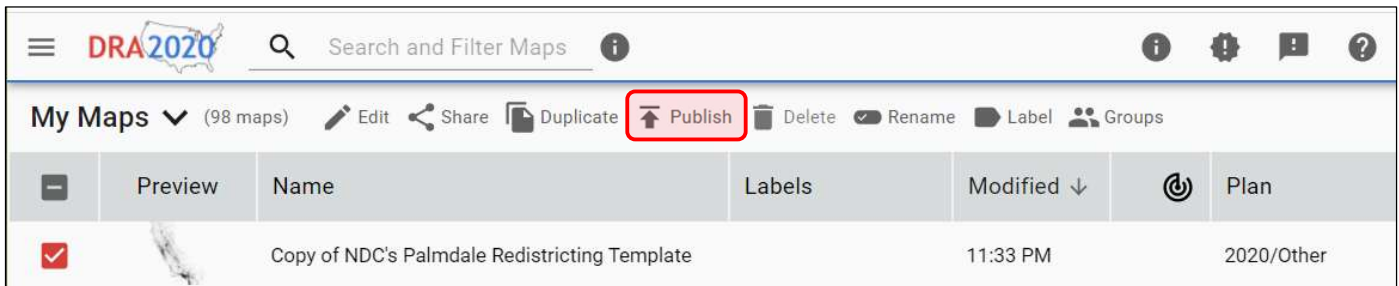 DRA2020 Search and Filter Maps
My Maps (98 maps) Edit Share Duplicate Publish Delete Rename Label Groups
Preview Name Labels Modified Plan
Copy of NDC's Palmdale Redistricting Template 11:33 PM 2020/Other